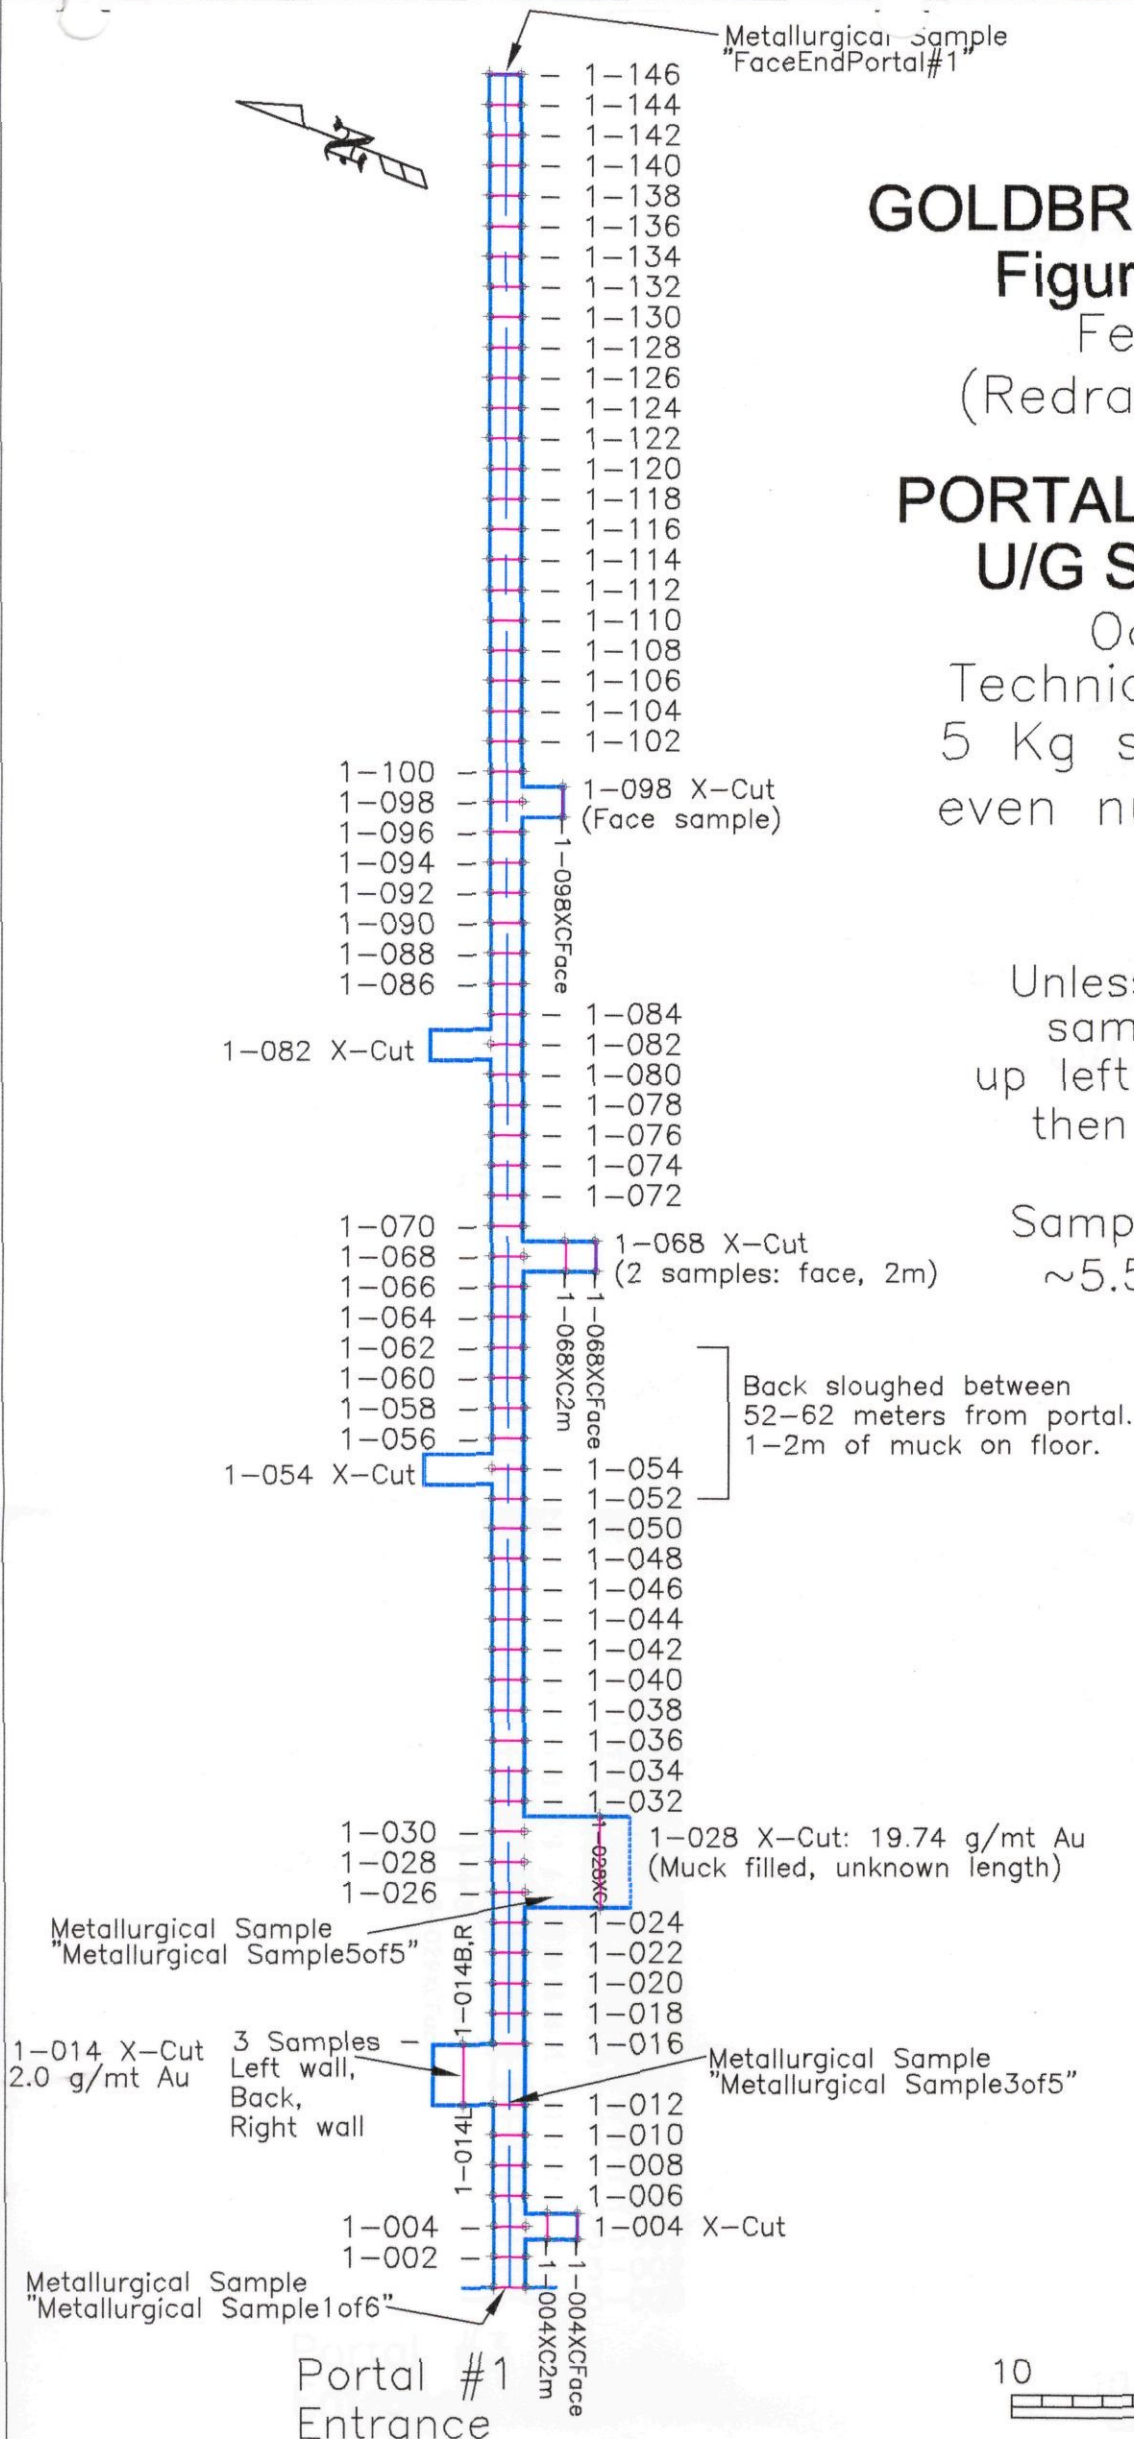 Metallurgical Sample
"FaceEndPortal#1"
1-146
1-144
1-142
1-140
1-138
1-136
1-134
1-132
1-130
1-128
1-126
1-124
1-122
1-120
1-118
1-116
1-114
1-112
1-110
1-108
1-106
1-104
1-102
N
GOLDBR
Figur
Fe
(Redra
PORTAL
U/G S
Oc
Technic
5 Kg s
even nu
1-100
1-098
1-096
1-094
1-092
1-090
1-088
1-086
1-098 X-Cut
(Face sample)
1-098XCFace
Unless
sam
up left
then
Samp
~5.5
1-084
1-082
1-080
1-078
1-076
1-074
1-072
1-082 X-Cut
1-070
1-068
1-066
1-064
1-062
1-060
1-058
1-056
1-068 X-Cut
(2 samples: face, 2m)
1-068XC2m
1-068XCFace
Back sloughed between
52-62 meters from portal.
1-2m of muck on floor.
1-054 X-Cut
1-054
1-052
1-050
1-048
1-046
1-044
1-042
1-040
1-038
1-036
1-034
1-032
1-030
1-028
1-026
1-028XC
1-028 X-Cut: 19.74 g/mt Au
(Muck filled, unknown length)
Metallurgical Sample
"Metallurgical Sample5of5"
1-024
1-022
1-020
1-018
1-016
1-014B,R
1-014 X-Cut
2.0 g/mt Au
3 Samples
Left wall,
Back,
Right wall
1-014L
Metallurgical Sample
"Metallurgical Sample3of5"
1-012
1-010
1-008
1-006
1-004
1-002
1-004 X-Cut
1-004XC2m
1-004XCFace
Metallurgical Sample
"Metallurgical Sample1of6"
Portal #1
Entrance
10